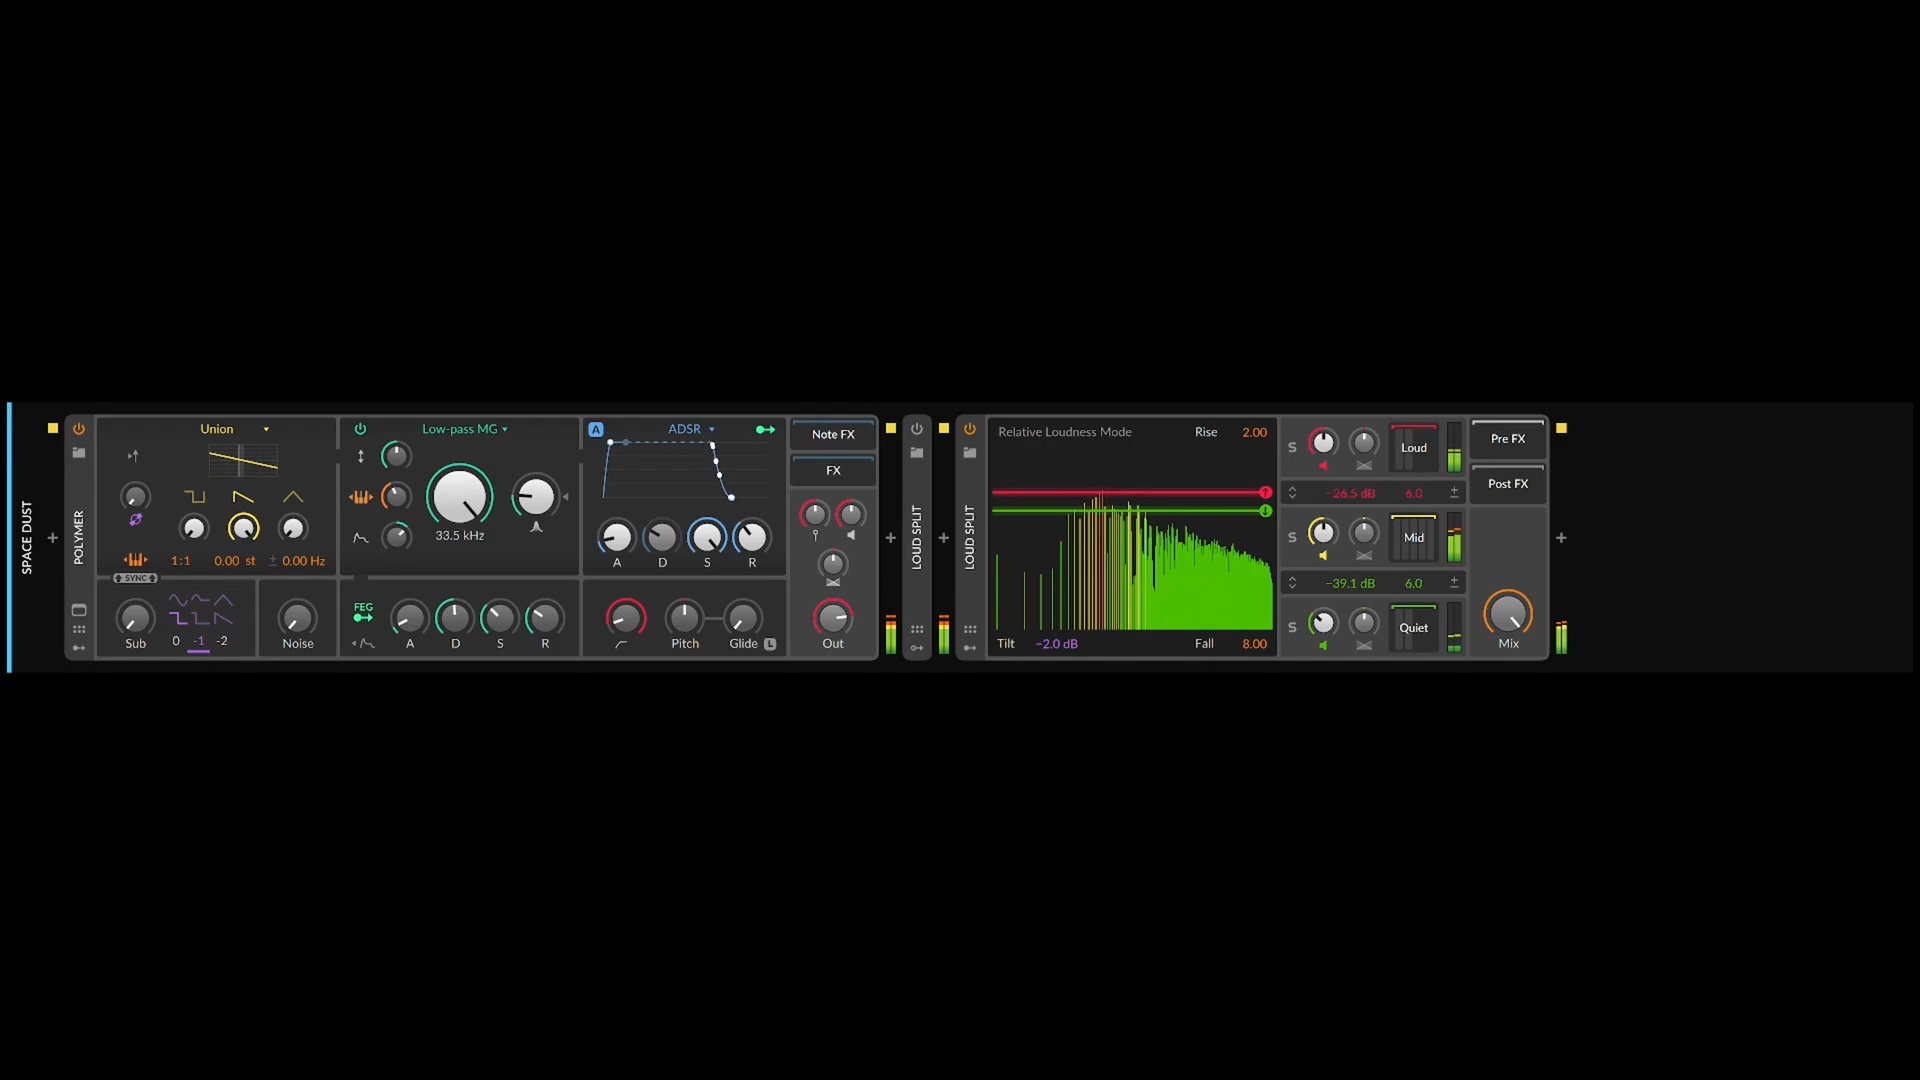 SPACE DUST
POLYMER
Union
1:1 0.00 st ± 0.00 Hz
SYNC
Sub
0 -1 -2
Noise
Low-pass MG
33.5 kHz
FEG
A D S R
A
ADSR
A D S R
Pitch
Glide L
Note FX
FX
Out
LOUD SPLIT
LOUD SPLIT
Relative Loudness Mode
Rise 2.00
Tilt −2.0 dB
Fall 8.00
S
Loud
−26.5 dB 6.0 ±
S
Mid
−39.1 dB 6.0 ±
S
Quiet
Pre FX
Post FX
Mix